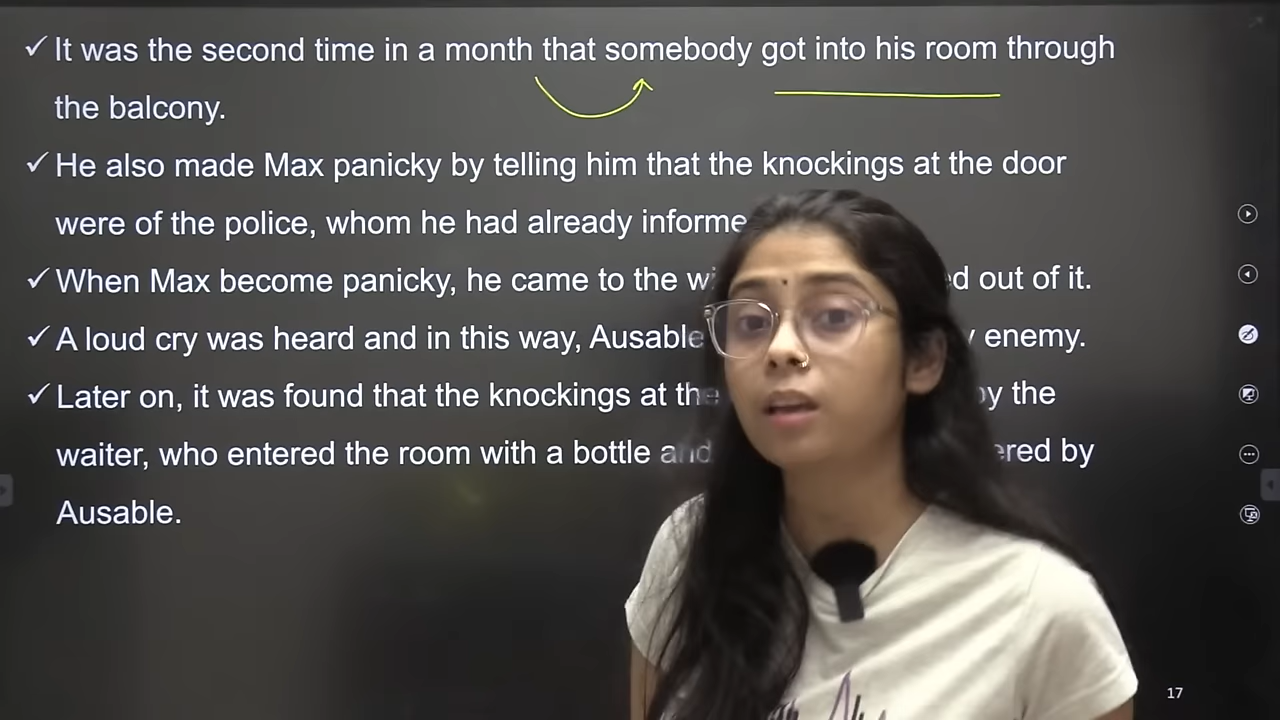 ✓ It was the second time in a month that somebody got into his room through
the balcony.
✓ He also made Max panicky by telling him that the knockings at the door
were of the police, whom he had already
✓ When Max become panicky, he came to the out of it.
✓ A loud cry was heard and in this way, Ausable enemy.
✓ Later on, it was found that the knockings at the by the
waiter, who entered the room with a bottle and by
Ausable.
17